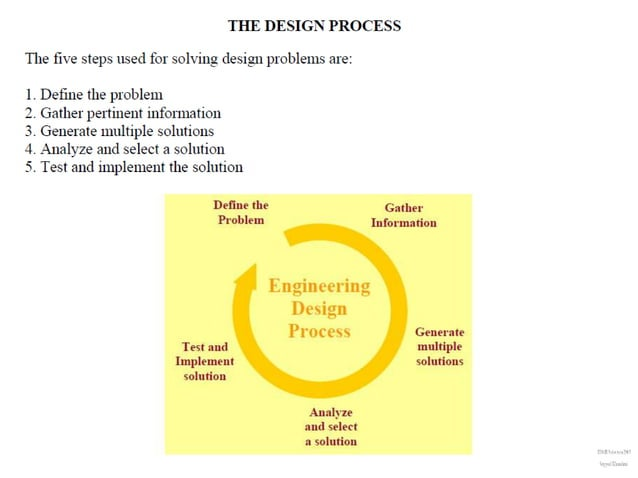 THE DESIGN PROCESS
The five steps used for solving design problems are:
1. Define the problem
2. Gather pertinent information
3. Generate multiple solutions
4. Analyze and select a solution
5. Test and implement the solution
Define the
Problem
Gather
Information
Engineering
Design
Process
Generate
multiple
solutions
Test and
Implement
solution
Analyze
and select
a solution